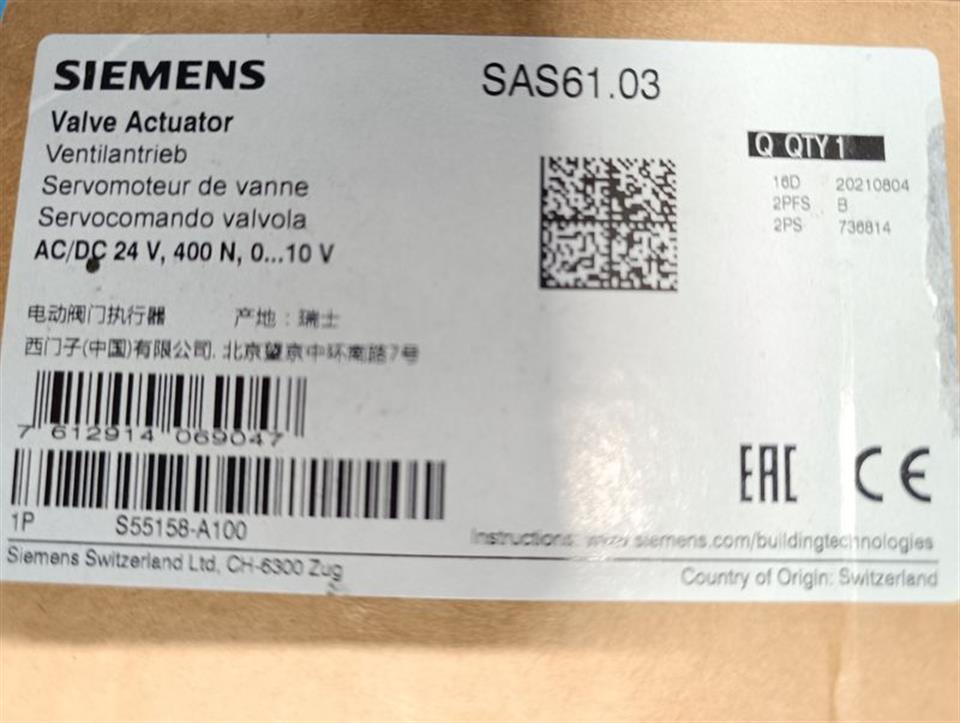 SIEMENS
SAS61.03
Valve Actuator
Ventilantrieb
Servomoteur de vanne
Servocomando valvola
AC/DC 24 V, 400 N, 0...10 V
Q QTY 1
16D 20210804
2PFS B
2PS 736814
电动阀门执行器 产地：瑞士
西门子(中国)有限公司. 北京望京中环南路7号
7 612914 069047
1P S55158-A100
EAC CE
Instructions: www.siemens.com/buildingtechnologies
Siemens Switzerland Ltd, CH-6300 Zug
Country of Origin: Switzerland